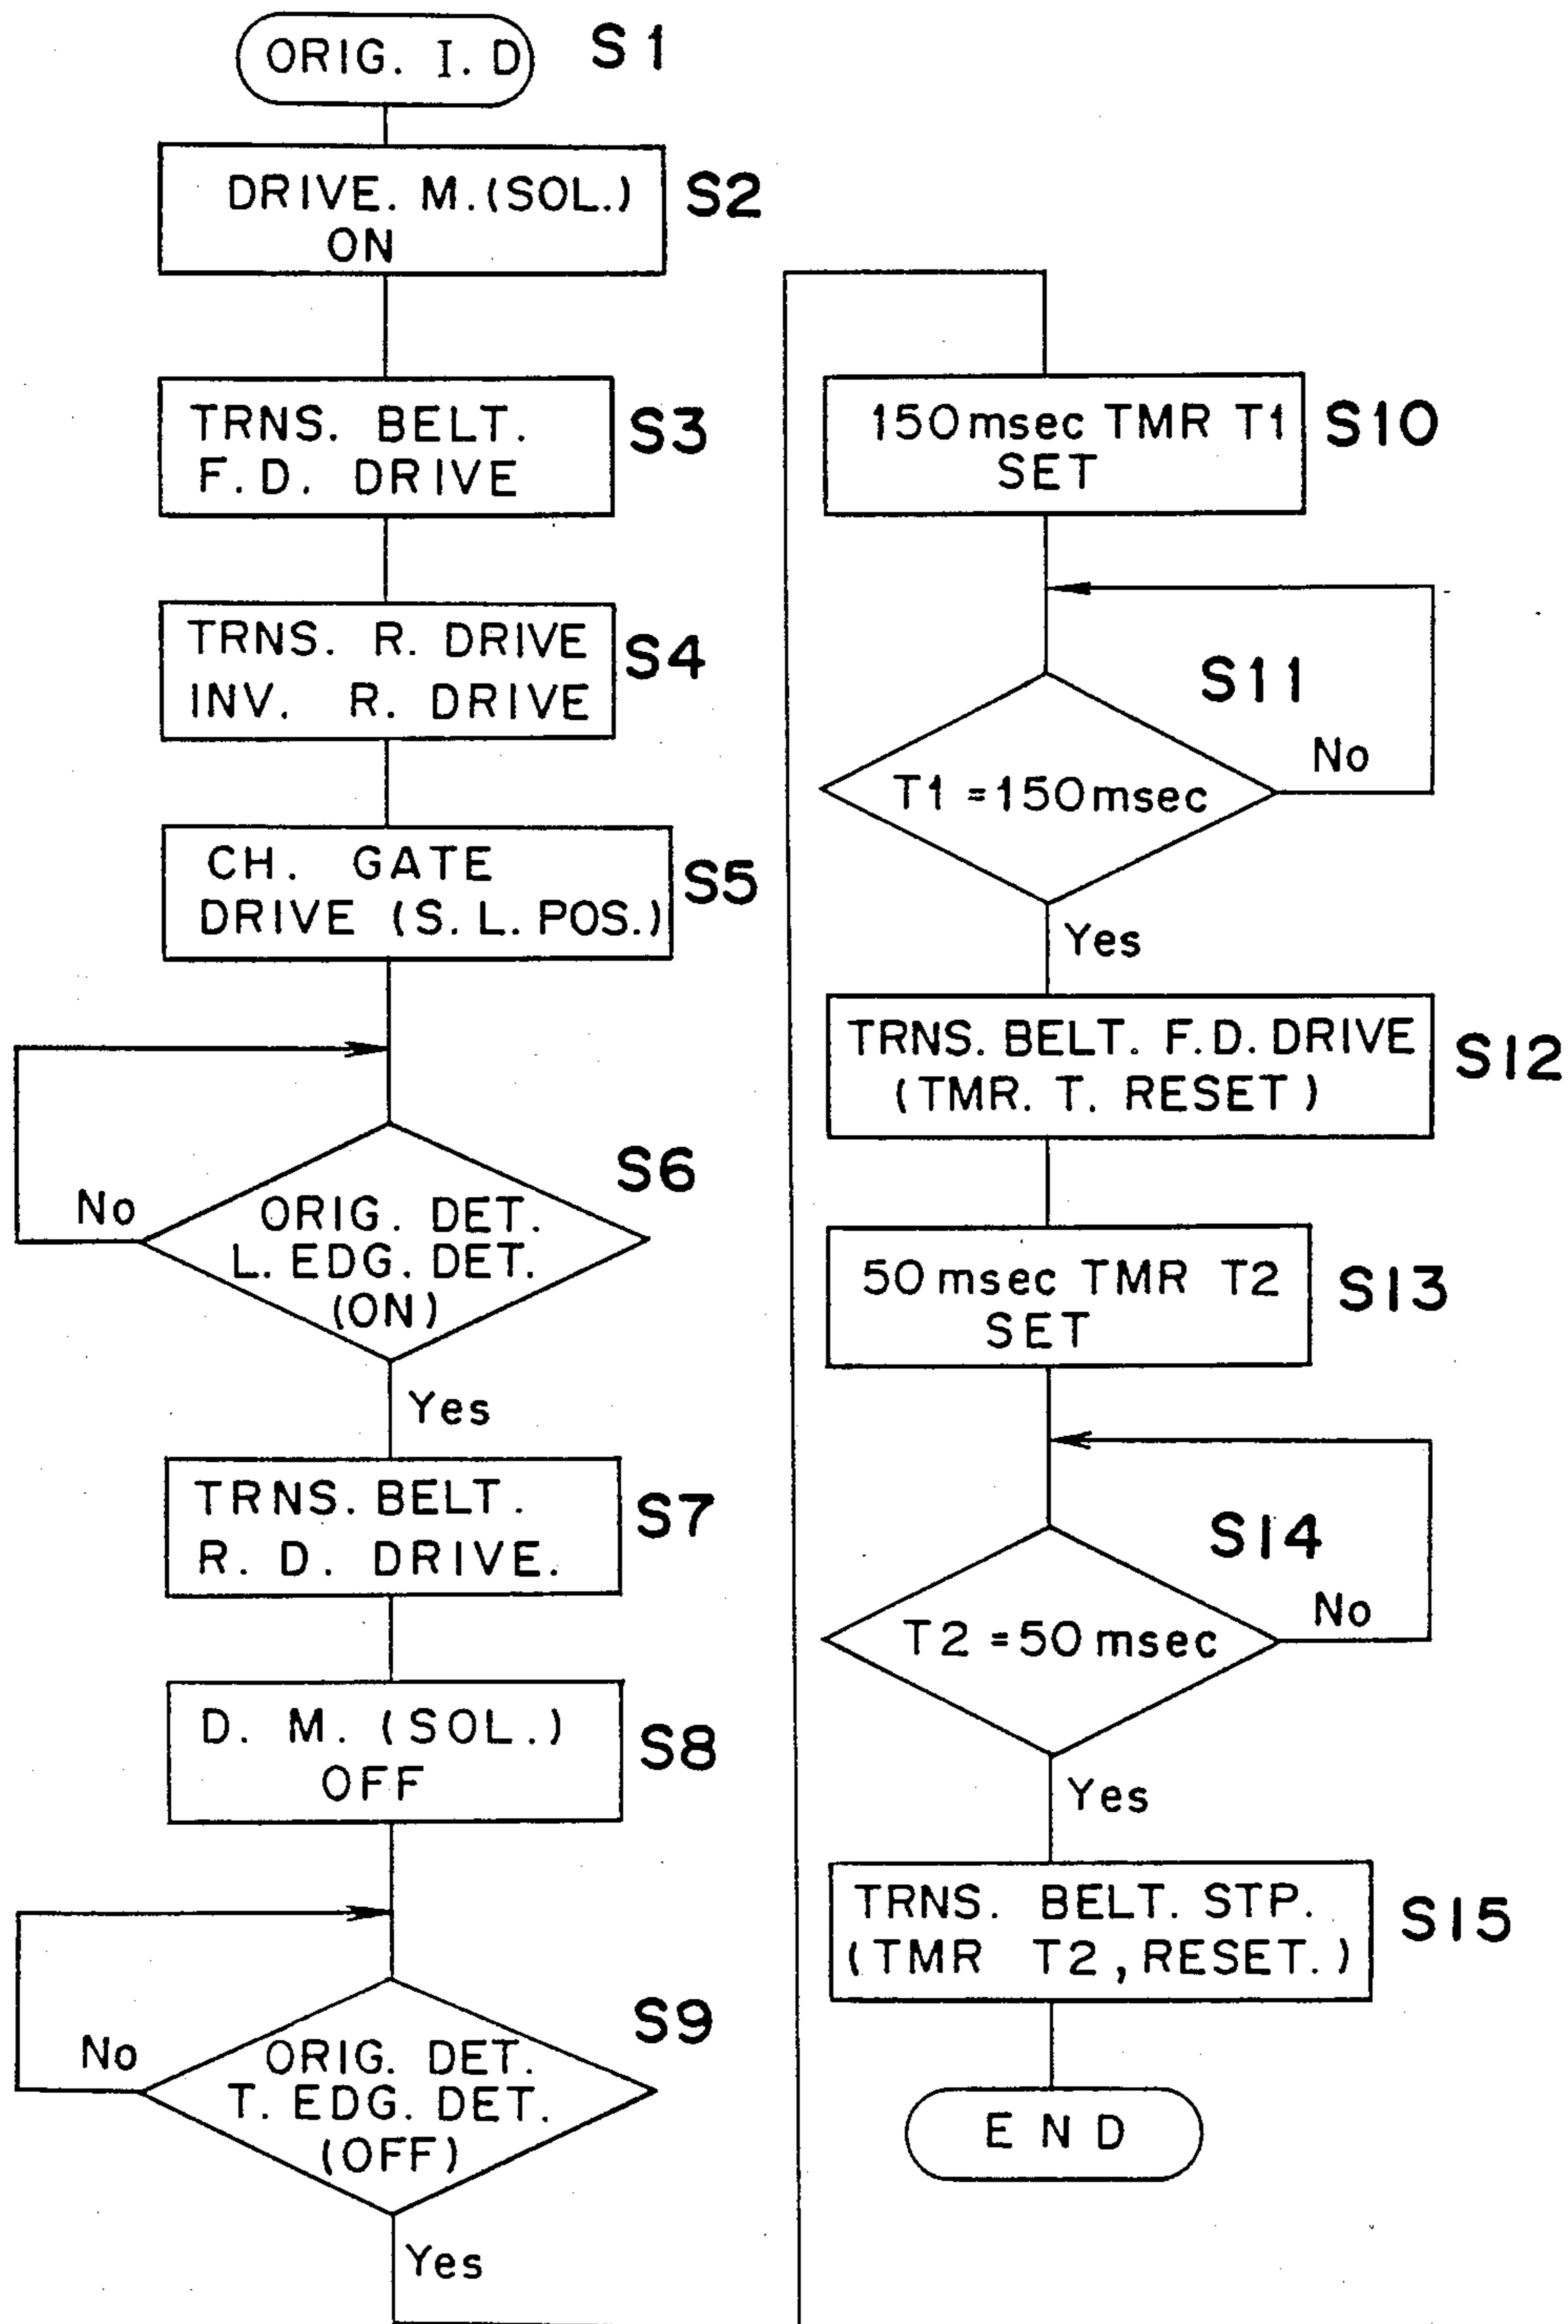 ORIG. I. D
S1
DRIVE. M. (SOL.)
ON
S2
TRNS. BELT.
F. D. DRIVE
S3
TRNS. R. DRIVE
INV. R. DRIVE
S4
CH. GATE
DRIVE (S. L. POS.)
S5
S6
No
ORIG. DET.
L. EDG. DET.
(ON)
Yes
TRNS. BELT.
R. D. DRIVE.
S7
D. M. (SOL.)
OFF
S8
S9
No
ORIG. DET.
T. EDG. DET.
(OFF)
Yes
150 msec TMR T1
SET
S10
S11
No
T1 = 150 msec
Yes
TRNS. BELT. F. D. DRIVE
(TMR. T. RESET)
S12
50 msec TMR T2
SET
S13
S14
No
T2 = 50 msec
Yes
TRNS. BELT. STP.
(TMR T2, RESET.)
S15
END